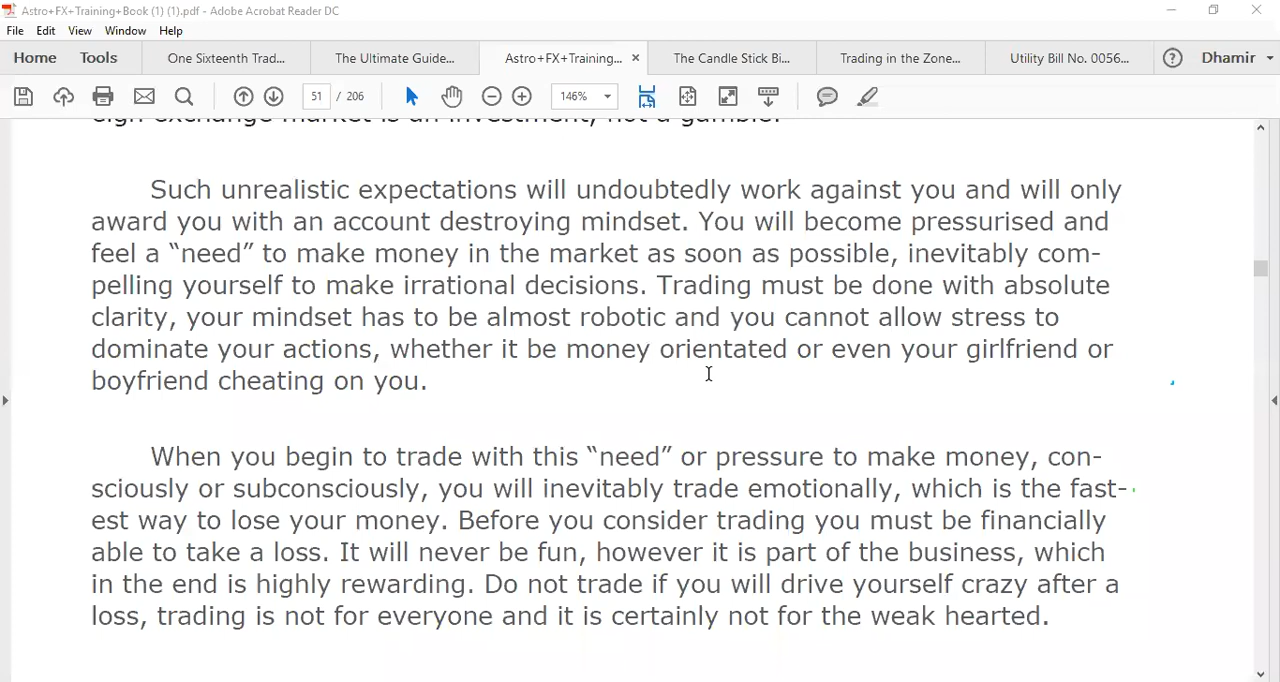 Astro+FX+Training+Book (1) (1).pdf - Adobe Acrobat Reader DC
File Edit View Window Help
Home Tools One Sixteenth Trad... The Ultimate Guide... Astro+FX+Training... × The Candle Stick Bi... Trading in the Zone... Utility Bill No. 0056... Dhamir
51 / 206 146%
eign exchange market is an investment, not a gamble.
Such unrealistic expectations will undoubtedly work against you and will only
award you with an account destroying mindset. You will become pressurised and
feel a “need” to make money in the market as soon as possible, inevitably com-
pelling yourself to make irrational decisions. Trading must be done with absolute
clarity, your mindset has to be almost robotic and you cannot allow stress to
dominate your actions, whether it be money orientated or even your girlfriend or
boyfriend cheating on you.
When you begin to trade with this “need” or pressure to make money, con-
sciously or subconsciously, you will inevitably trade emotionally, which is the fast-
est way to lose your money. Before you consider trading you must be financially
able to take a loss. It will never be fun, however it is part of the business, which
in the end is highly rewarding. Do not trade if you will drive yourself crazy after a
loss, trading is not for everyone and it is certainly not for the weak hearted.